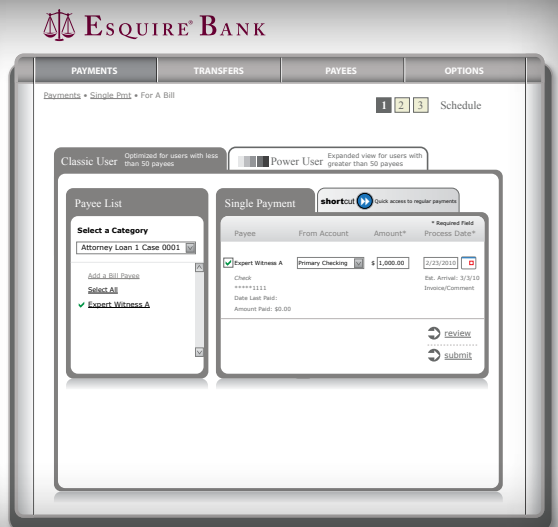 ESQUIRE® BANK
PAYMENTS TRANSFERS PAYEES OPTIONS
Payments • Single Pmt • For A Bill
1 2 3 Schedule
Classic User Optimized for users with less than 50 payees
Power User Expanded view for users with greater than 50 payees
Payee List
Select a Category
Attorney Loan 1 Case 0001
Add a Bill Payee
Select All
Expert Witness A
Single Payment
shortcut Quick access to regular payments
* Required Field
Payee From Account Amount* Process Date*
Expert Witness A Primary Checking $ 1,000.00 2/23/2010
Check Est. Arrival: 3/3/10
*****1111 Invoice/Comment
Date Last Paid:
Amount Paid: $0.00
review
submit